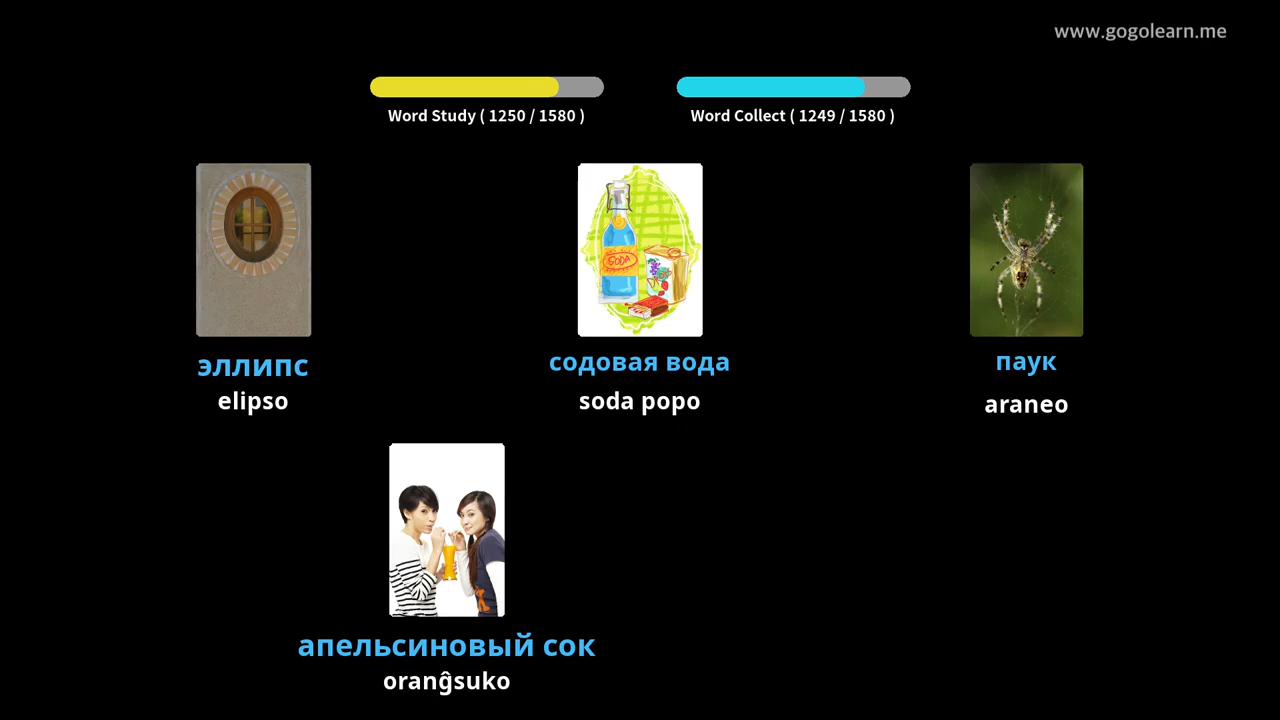 www.gogolearn.me
Word Study ( 1250 / 1580 )
Word Collect ( 1249 / 1580 )
SODA
эллипс
содовая вода
паук
elipso
soda popo
araneo
апельсиновый сок
oranĝsuko